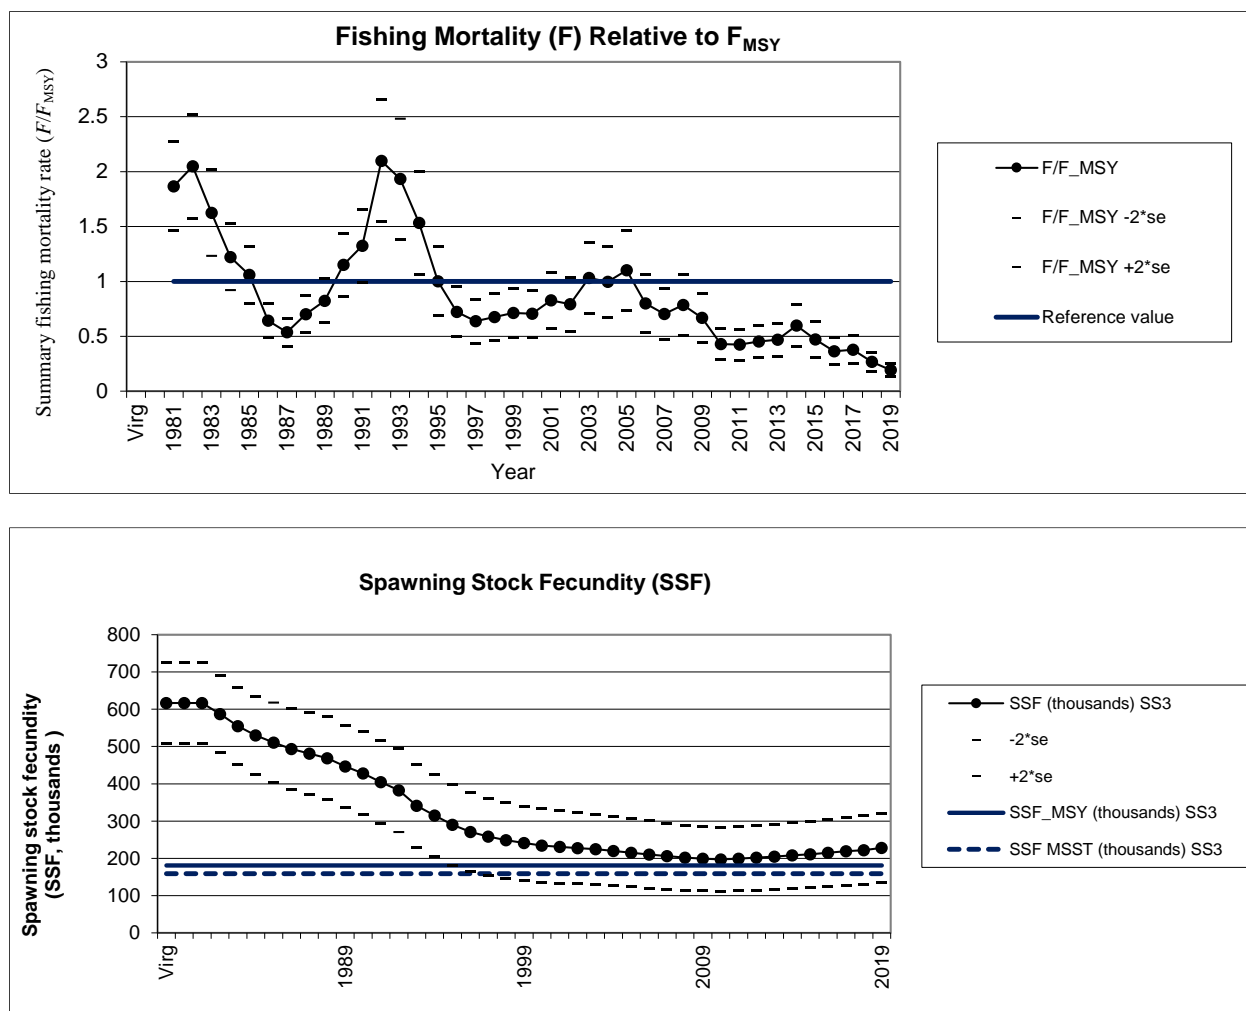 Fishing Mortality (F) Relative to FMSY
Summary fishing mortality rate (F/FMSY)
3
2.5
2
1.5
1
0.5
0
Virg
1981
1983
1985
1987
1989
1991
1993
1995
1997
1999
2001
2003
2005
2007
2009
2011
2013
2015
2017
2019
Year
F/F_MSY
F/F_MSY -2*se
F/F_MSY +2*se
Reference value
Spawning Stock Fecundity (SSF)
Spawning stock fecundity
(SSF, thousands )
800
700
600
500
400
300
200
100
0
Virg
1989
1999
2009
2019
SSF (thousands) SS3
-2*se
+2*se
SSF_MSY (thousands) SS3
SSF MSST (thousands) SS3